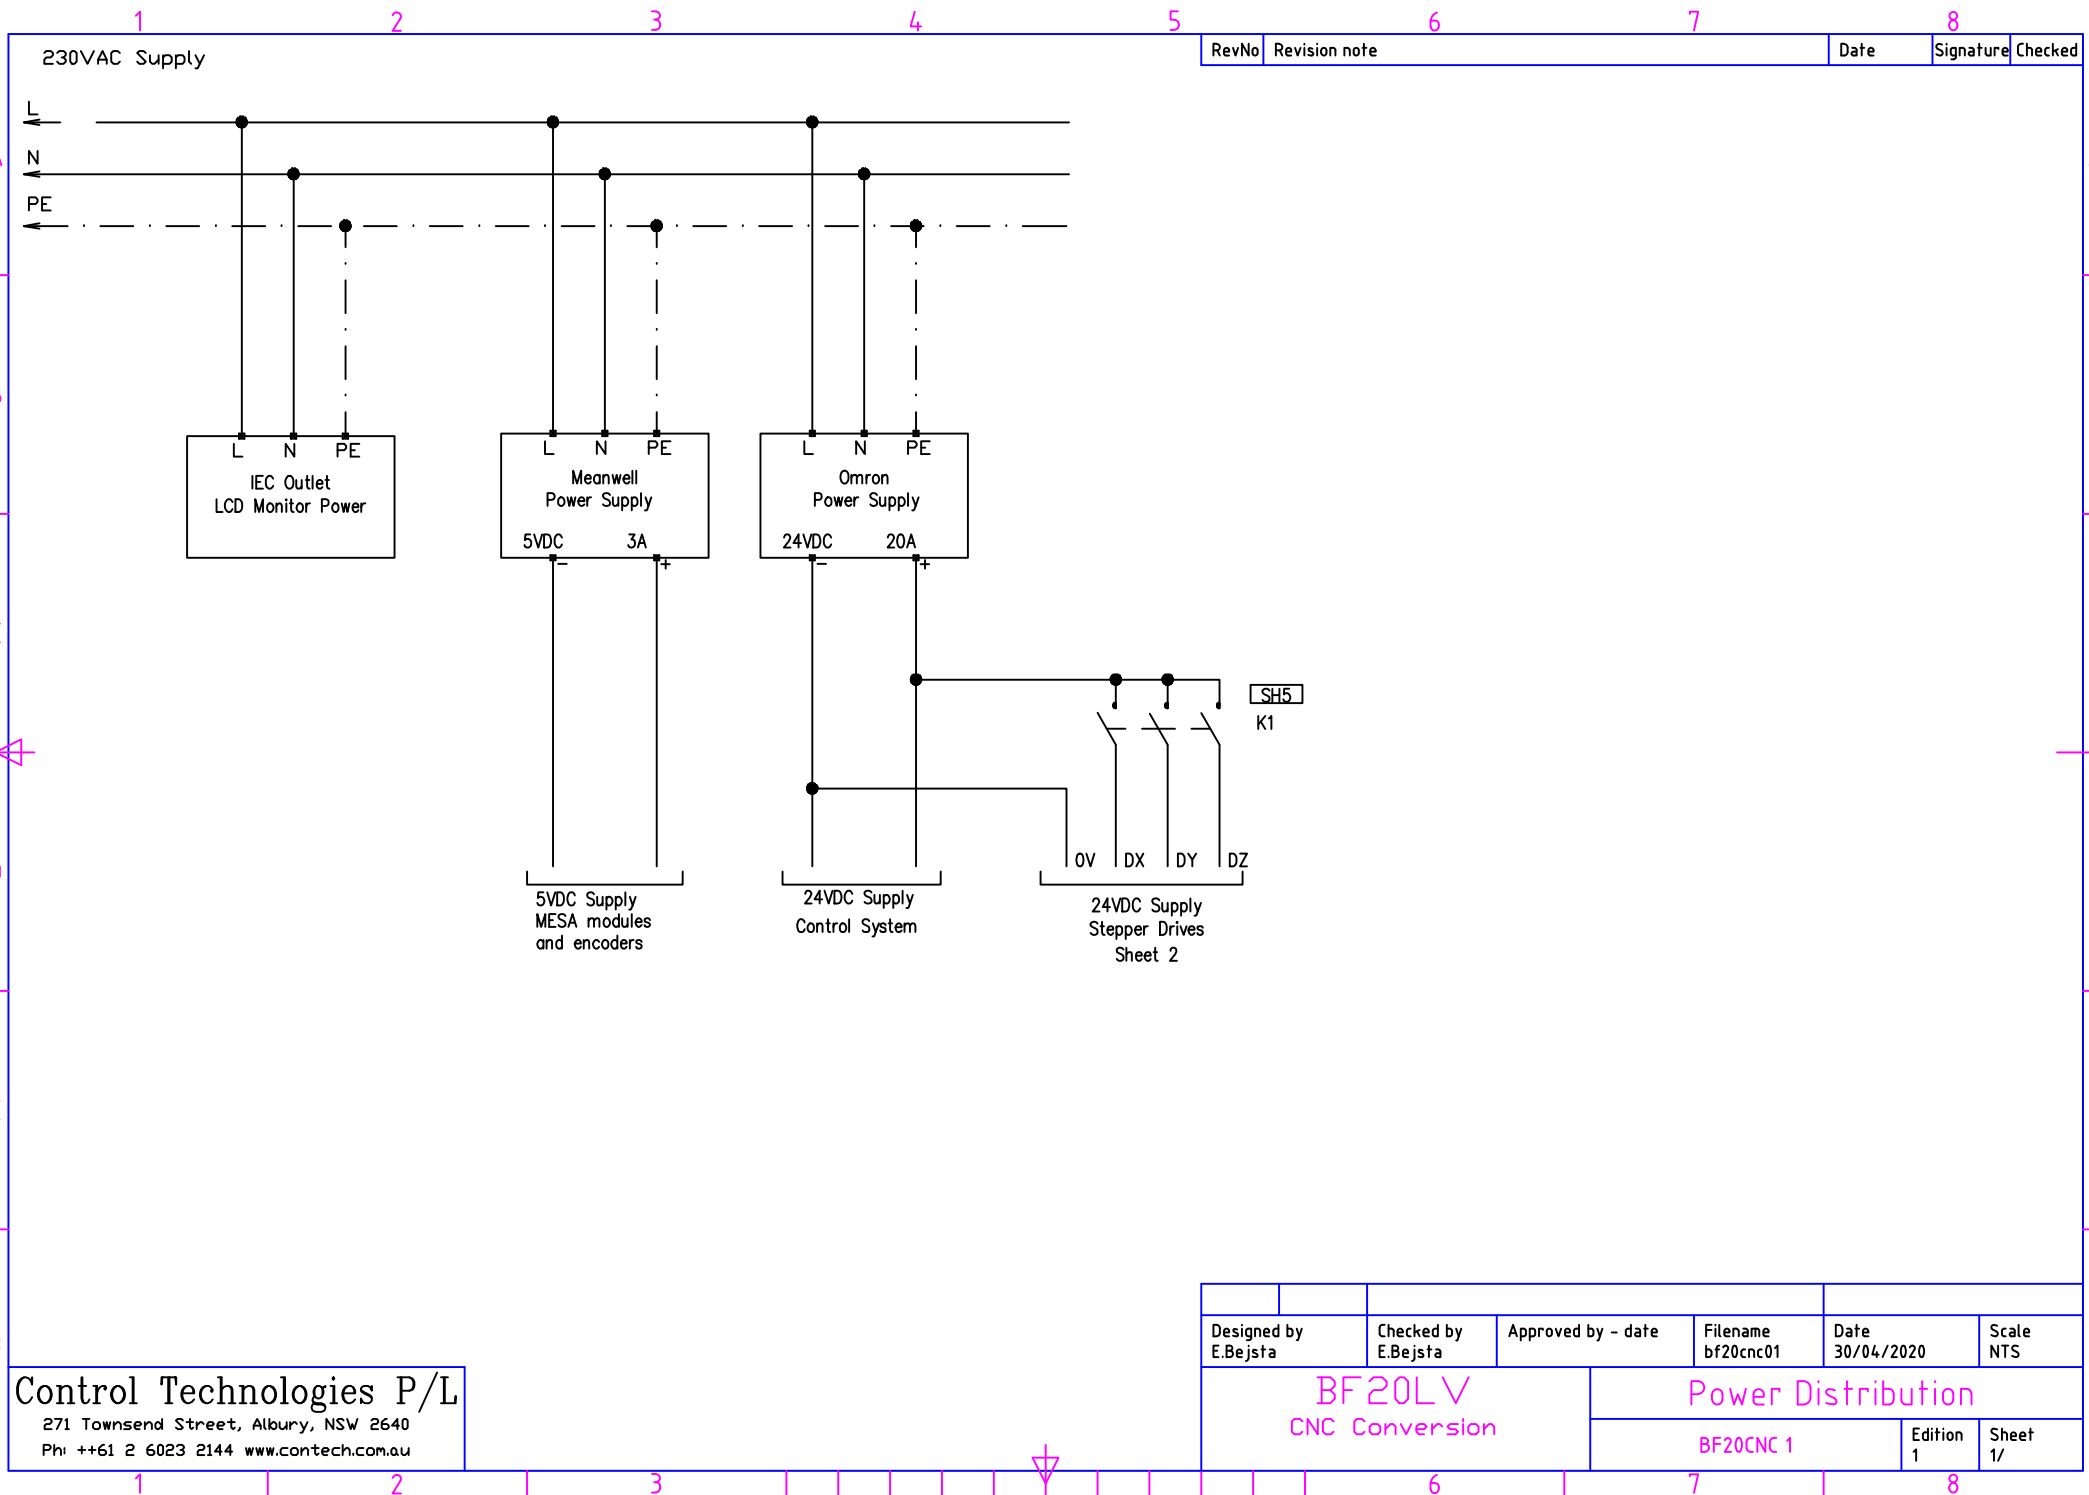 1 2 3 4 5 6 7 8
230VAC Supply
RevNo Revision note Date Signature Checked
L
N
PE
L N PE
IEC Outlet
LCD Monitor Power
L N PE
Meanwell
Power Supply
5VDC 3A
- +
L N PE
Omron
Power Supply
24VDC 20A
- +
SH5
K1
0V DX DY DZ
5VDC Supply
MESA modules
and encoders
24VDC Supply
Control System
24VDC Supply
Stepper Drives
Sheet 2
Designed by
E.Bejsta
Checked by
E.Bejsta
Approved by - date
Filename
bf20cnc01
Date
30/04/2020
Scale
NTS
Control Technologies P/L
271 Townsend Street, Albury, NSW 2640
Ph: ++61 2 6023 2144 www.contech.com.au
BF20LV
CNC Conversion
Power Distribution
BF20CNC 1
Edition
1
Sheet
1/
1 2 3 6 7 8